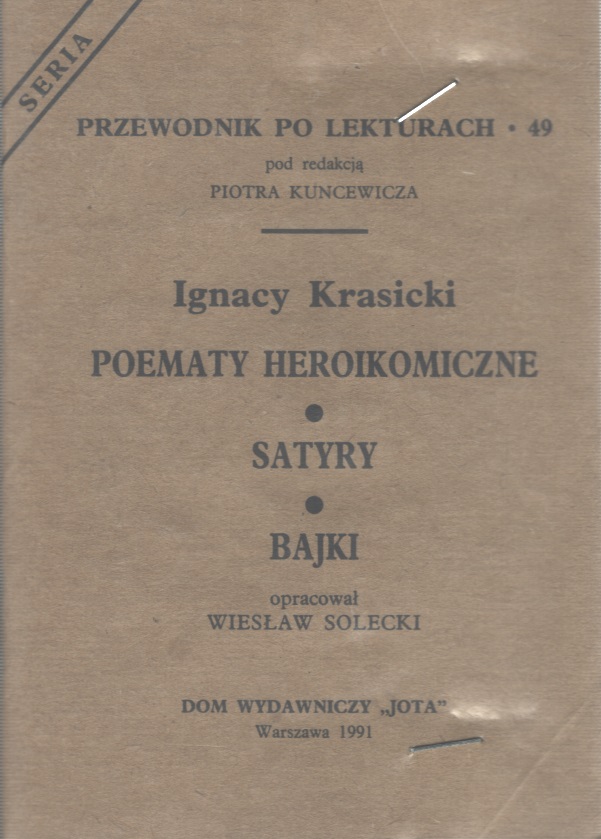 SERIA
PRZEWODNIK PO LEKTURACH • 49
pod redakcją
PIOTRA KUNCEWICZA
Ignacy Krasicki
POEMATY HEROIKOMICZNE
•
SATYRY
•
BAJKI
opracował
WIESŁAW SOLECKI
DOM WYDAWNICZY „JOTA”
Warszawa 1991